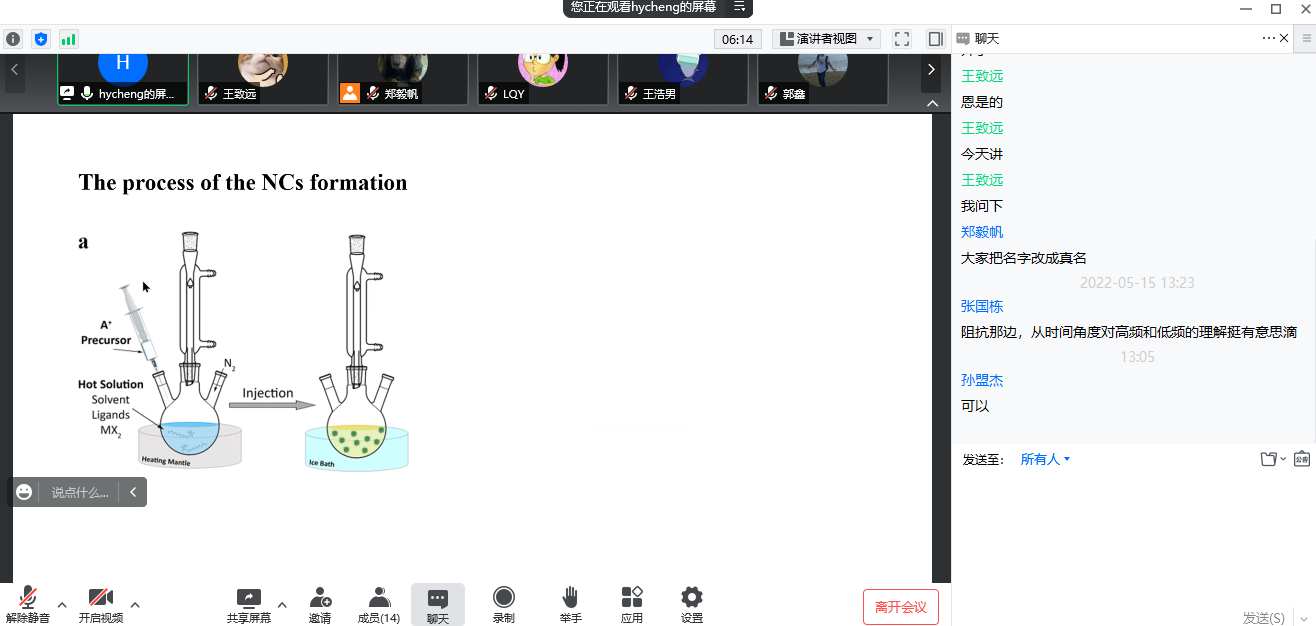 您正在观看hycheng的屏幕
06:14
演讲者视图
聊天
H
hycheng的屏...
王致远
郑毅帆
LQY
王浩男
郭鑫
王致远
恩是的
王致远
今天讲
王致远
我问下
郑毅帆
大家把名字改成真名
2022-05-15 13:23
张国栋
阻抗那边，从时间角度对高频和低频的理解挺有意思滴
13:05
孙盟杰
可以
The process of the NCs formation
a
A+
Precursor
N2
Hot Solution
Solvent
Ligands
MX2
Injection
Heating Mantle
Ice Bath
说点什么...
发送至：
所有人
公告
解除静音
开启视频
共享屏幕
邀请
成员(14)
聊天
录制
举手
应用
设置
离开会议
发送(S)